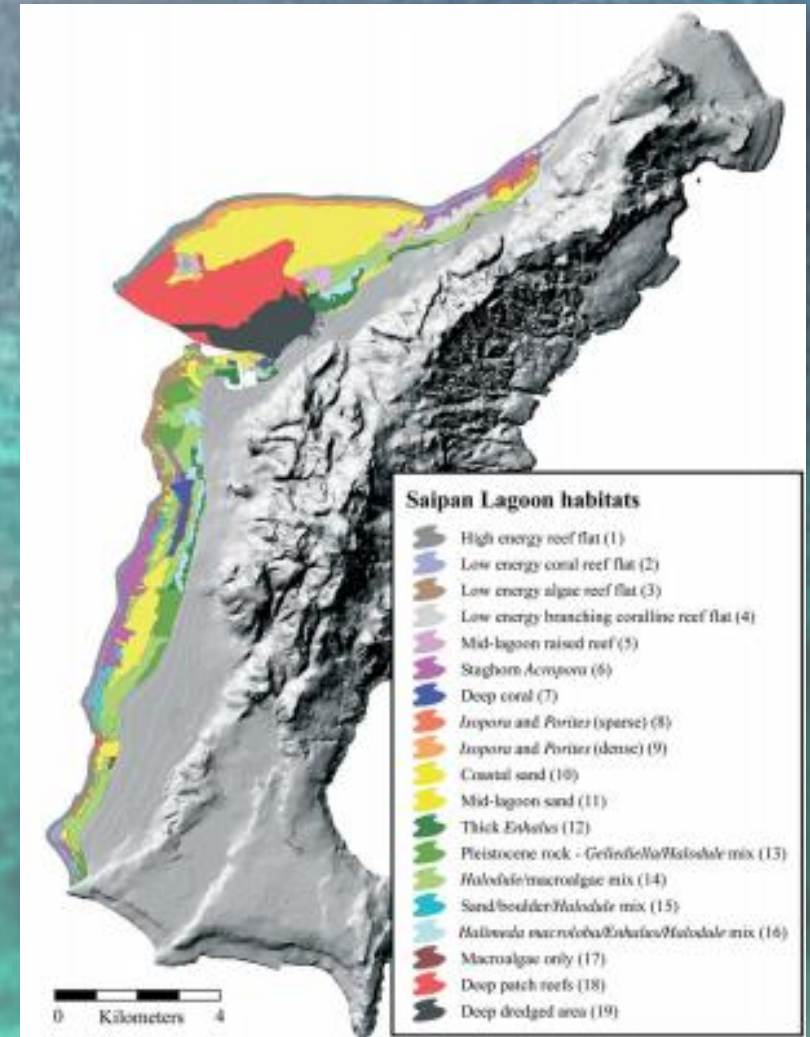 Saipan Lagoon habitats
High energy reef flat (1)
Low energy coral reef flat (2)
Low energy algae reef flat (3)
Low energy branching coralline reef flat (4)
Mid-lagoon raised reef (5)
Staghorn Acropora (6)
Deep coral (7)
Isopora and Porites (sparse) (8)
Isopora and Porites (dense) (9)
Coastal sand (10)
Mid-lagoon sand (11)
Thick Enhalus (12)
Pleistocene rock - Geliediella/Halodule mix (13)
Halodule/macroalgae mix (14)
Sand/boulder/Halodule mix (15)
Halimeda macroloba/Enhalus/Halodule mix (16)
Macroalgae only (17)
Deep patch reefs (18)
Deep dredged area (19)
0 Kilometers 4